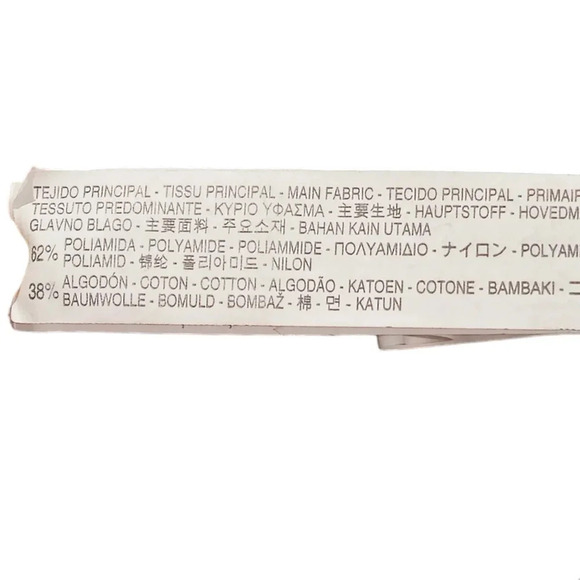 TEJIDO PRINCIPAL - TISSU PRINCIPAL - MAIN FABRIC - TECIDO PRINCIPAL -
TESSUTO PREDOMINANTE - ΚΥΡΙΟ ΥΦΑΣΜΑ - 主要生地 - HAUPTSTOFF -
GLAVNO BLAGO - 主要面料 - 주요소재 - BAHAN KAIN UTAMA
62% POLIAMIDA - POLYAMIDE - POLIAMMIDE - ΠΟΛΥΑΜΙΔΙΟ - ナイロン -
POLIAMID - 锦纶 - 폴리아미드 - NILON
38% ALGODÓN - COTON - COTTON - ALGODÃO - KATOEN - COTONE - BAMBAKI -
BAUMWOLLE - BOMULD - BOMBAŽ - 棉 - 면 - KATUN